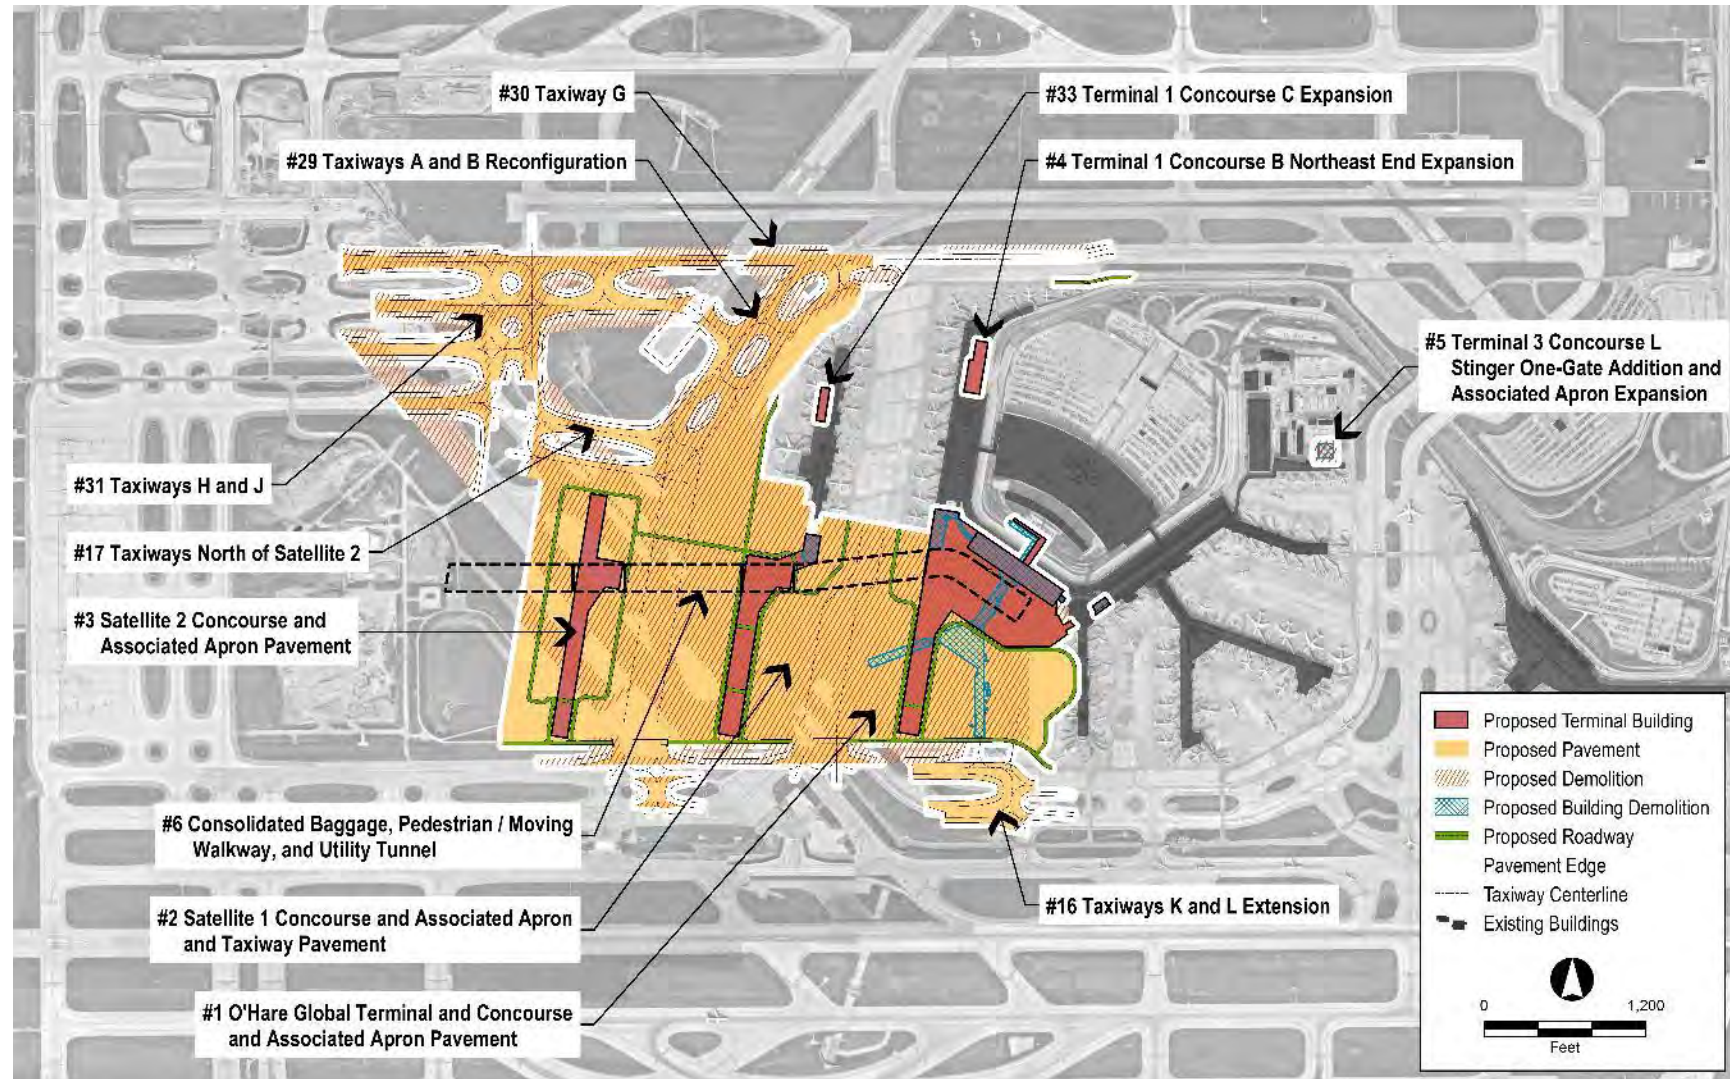 #30 Taxiway G
#33 Terminal 1 Concourse C Expansion
#29 Taxiways A and B Reconfiguration
#4 Terminal 1 Concourse B Northeast End Expansion
#5 Terminal 3 Concourse L
Stinger One-Gate Addition and
Associated Apron Expansion
#31 Taxiways H and J
#17 Taxiways North of Satellite 2
#3 Satellite 2 Concourse and
Associated Apron Pavement
#6 Consolidated Baggage, Pedestrian / Moving
Walkway, and Utility Tunnel
#2 Satellite 1 Concourse and Associated Apron
and Taxiway Pavement
#16 Taxiways K and L Extension
#1 O'Hare Global Terminal and Concourse
and Associated Apron Pavement
Proposed Terminal Building
Proposed Pavement
Proposed Demolition
Proposed Building Demolition
Proposed Roadway
Pavement Edge
Taxiway Centerline
Existing Buildings
0 1,200
Feet